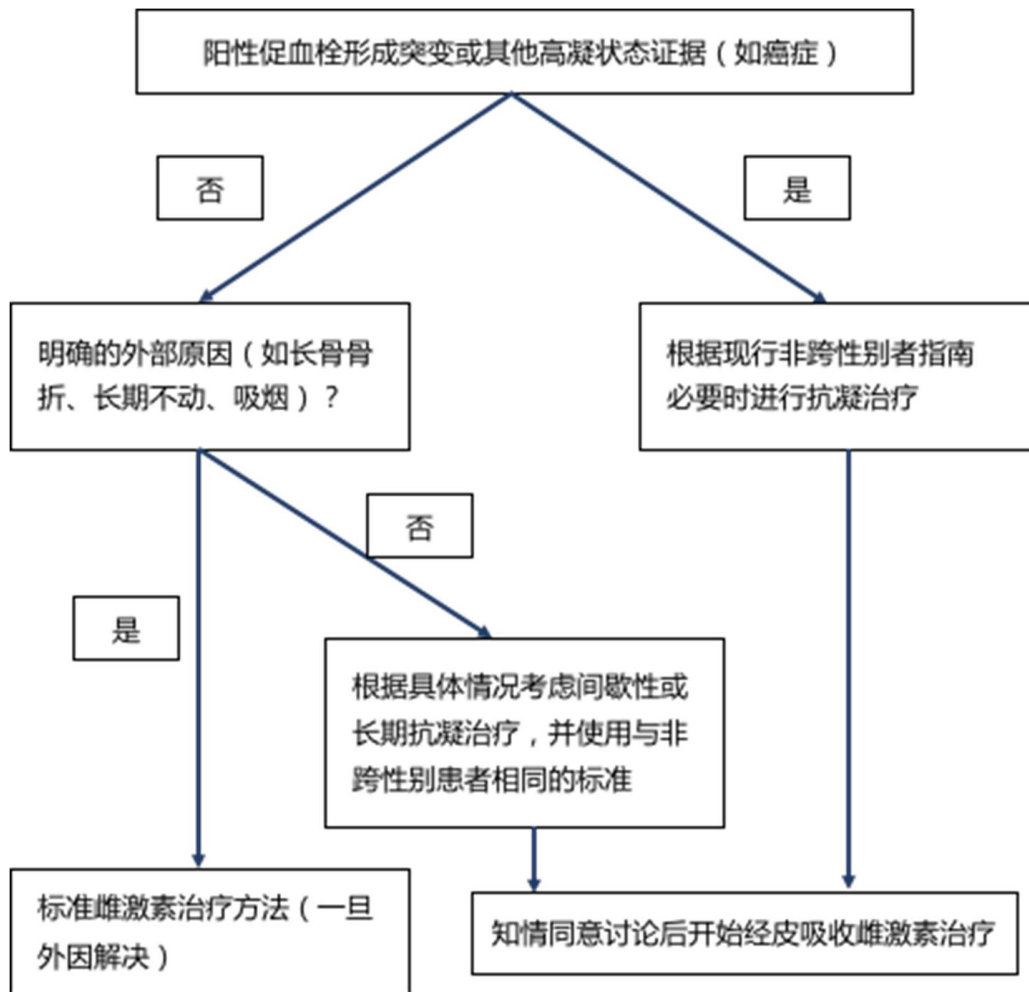 阳性促血栓形成突变或其他高凝状态证据（如癌症）
否
是
明确的外部原因（如长骨骨
折、长期不动、吸烟）？
根据现行非跨性别者指南
必要时进行抗凝治疗
否
是
根据具体情况考虑间歇性或
长期抗凝治疗，并使用与非
跨性别患者相同的标准
标准雌激素治疗方法（一旦
外因解决）
知情同意讨论后开始经皮吸收雌激素治疗